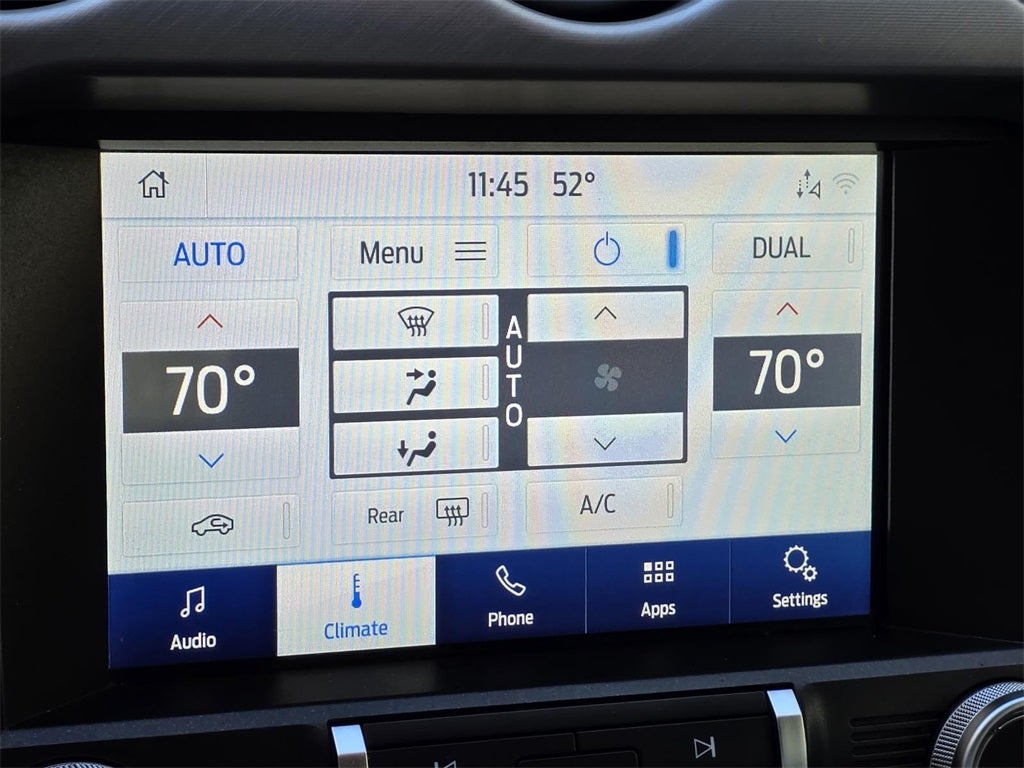 11:45 52°
AUTO
Menu
DUAL
70°
AUTO
70°
Rear
A/C
Audio
Climate
Phone
Apps
Settings